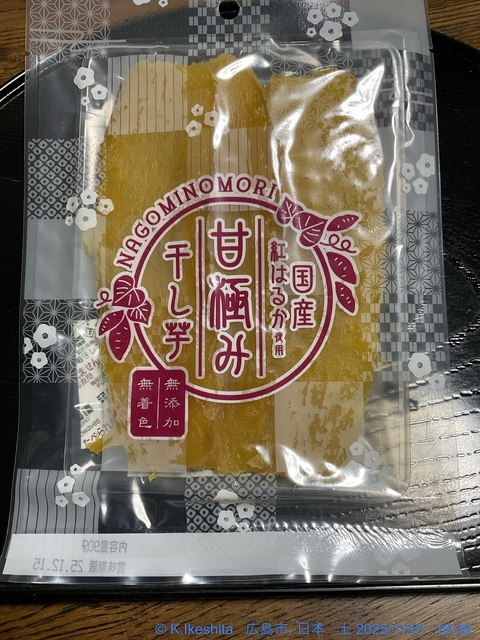 NAGOMINOMORI
国産
紅はるか使用
甘極み
干し芋
無添加
無着色
内容量90g
賞味期限 25.12.15
© K,Ikeshita 広島市 日本 土 2025/11/01